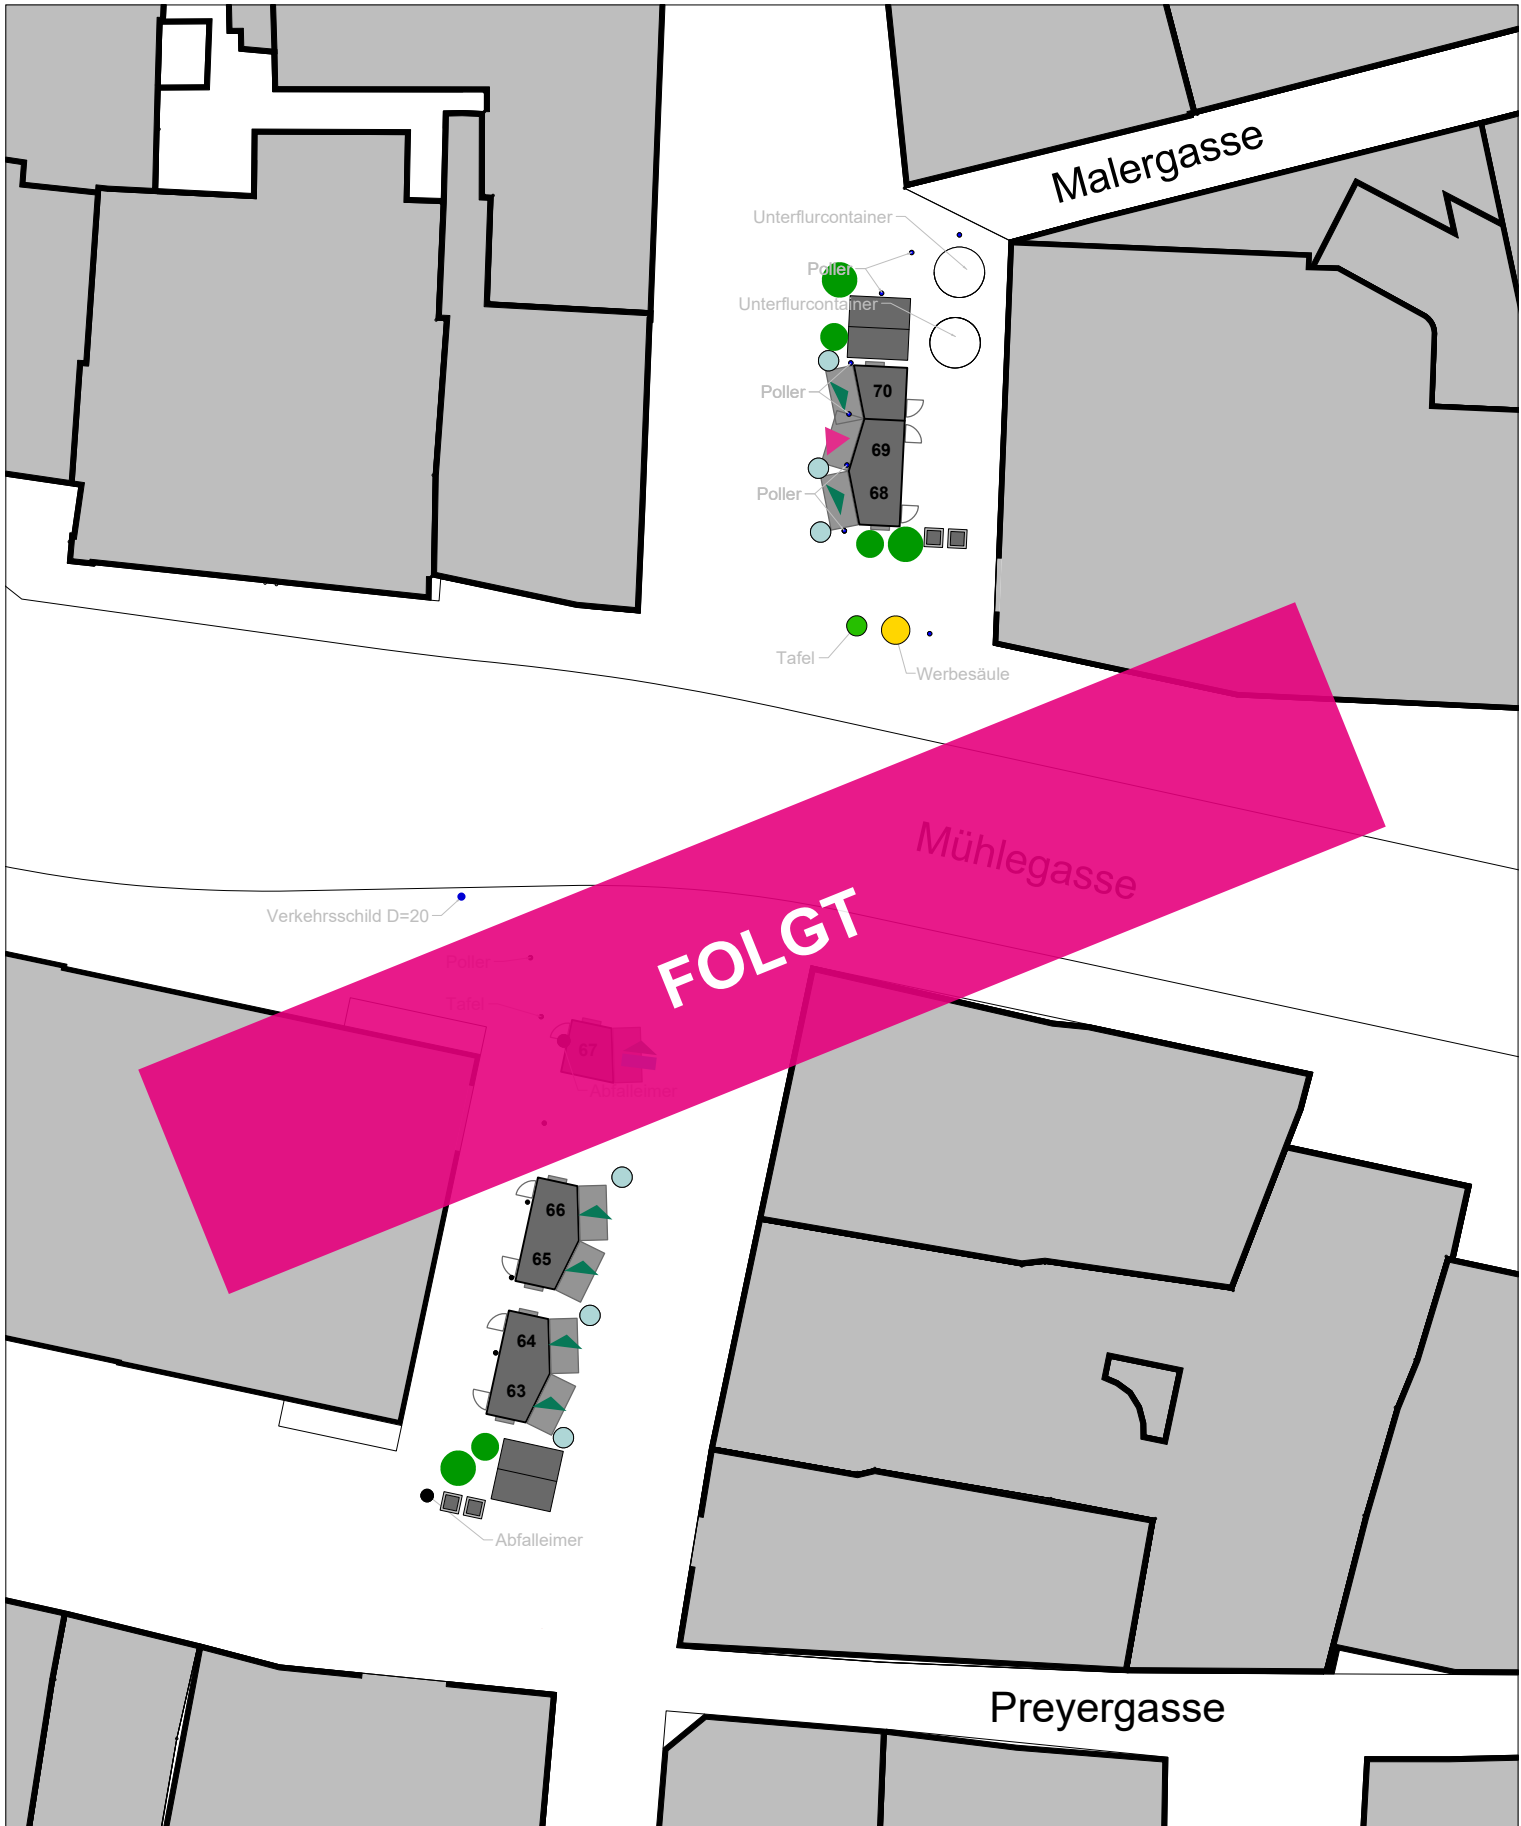 Malergasse
Unterflurcontainer
Poller
Unterflurcontainer
Poller
70
69
Poller
68
Tafel
Werbesäule
Mühlegasse
FOLGT
Verkehrsschild D=20
Poller
Tafel
67
Abfalleimer
66
65
64
63
Abfalleimer
Preyergasse